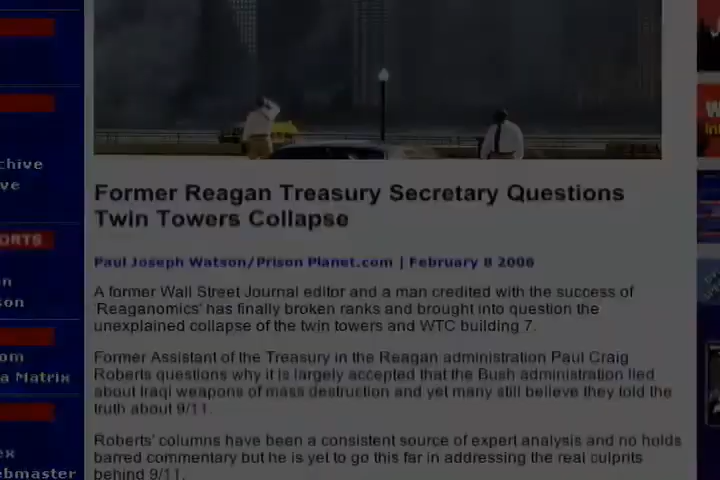 chive
ve
ORTS
n
son
om
a Matrix
ex
ebmaster
Former Reagan Treasury Secretary Questions
Twin Towers Collapse
Paul Joseph Watson/Prison Planet.com | February 8 2006
A former Wall Street Journal editor and a man credited with the success of
'Reaganomics' has finally broken ranks and brought into question the
unexplained collapse of the twin towers and WTC building 7.
Former Assistant of the Treasury in the Reagan administration Paul Craig
Roberts questions why it is largely accepted that the Bush administration lied
about Iraqi weapons of mass destruction and yet many still believe they told the
truth about 9/11.
Roberts' columns have been a consistent source of expert analysis and no holds
barred commentary but he is yet to go this far in addressing the real culprits
behind 9/11.